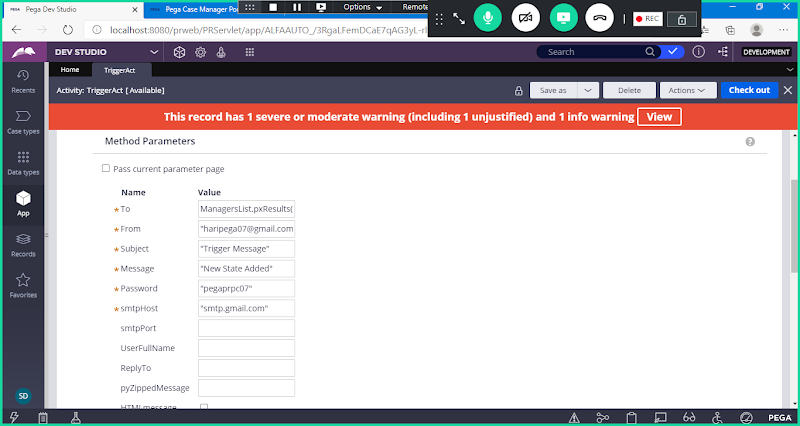 Pega Dev Studio
Pega Case Manager Po
Options
Remote
localhost:8080/prweb/PRServlet/app/ALFAAUTO_/3RgaLFemDCaE7qAG3yL-rl
REC
DEV STUDIO
Search
DEVELOPMENT
Home
TriggerAct
Recents
Activity: TriggerAct [ Available]
Save as
Delete
Actions
Check out
This record has 1 severe or moderate warning (including 1 unjustified) and 1 info warning
View
Case types
Method Parameters
Data types
Pass current parameter page
Name
Value
App
To
ManagersList.pxResults(
From
"haripega07@gmail.com
Records
Subject
"Trigger Message"
Message
"New State Added"
Favorites
Password
"pegaprpc07"
smtpHost
"smtp.gmail.com"
smtpPort
UserFullName
ReplyTo
pyZippedMessage
SD
HTMLmessage
PEGA